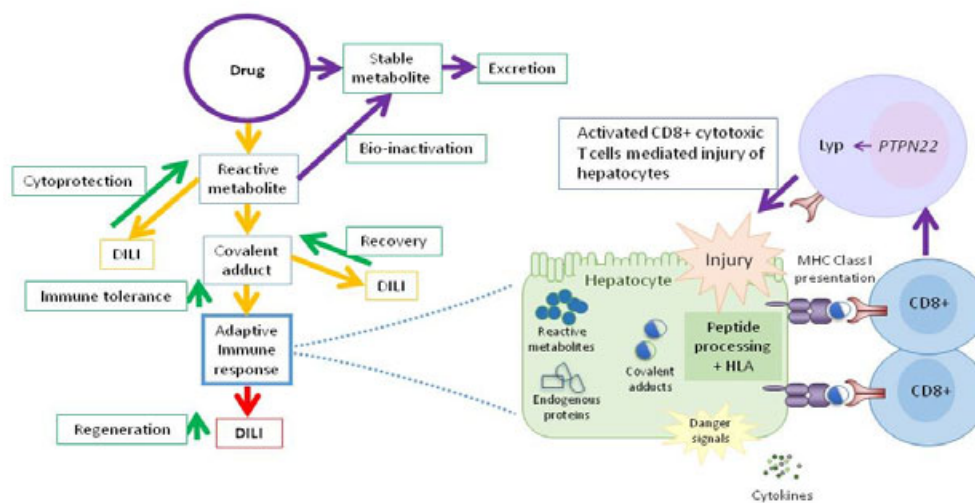 Drug
Stable
metabolite
Excretion
Bio-inactivation
Cytoprotection
Reactive
metabolite
DILI
Covalent
adduct
Recovery
DILI
Immune tolerance
Adaptive
Immune
response
Regeneration
DILI
Activated CD8+ cytotoxic
T cells mediated injury of
hepatocytes
Lyp
PTPN22
Injury
Hepatocyte
MHC Class I
presentation
CD8+
Reactive
metabolites
Covalent
adducts
Peptide
processing
+ HLA
Endogenous
proteins
CD8+
Danger
signals
Cytokines